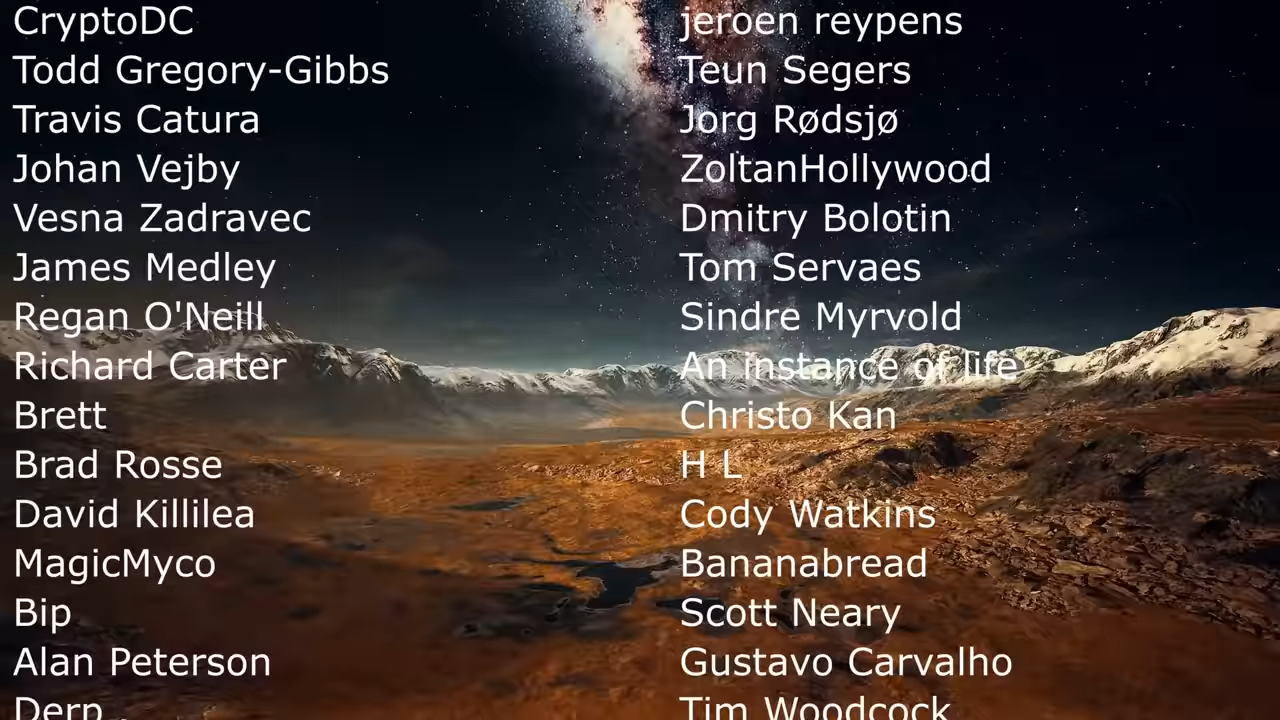 CryptoDC
Todd Gregory-Gibbs
Travis Catura
Johan Vejby
Vesna Zadravec
James Medley
Regan O'Neill
Richard Carter
Brett
Brad Rosse
David Killilea
MagicMyco
Bip
Alan Peterson
Derp
jeroen reypens
Teun Segers
Jorg Rødsjø
ZoltanHollywood
Dmitry Bolotin
Tom Servaes
Sindre Myrvold
An instance of life
Christo Kan
H L
Cody Watkins
Bananabread
Scott Neary
Gustavo Carvalho
Tim Woodcock